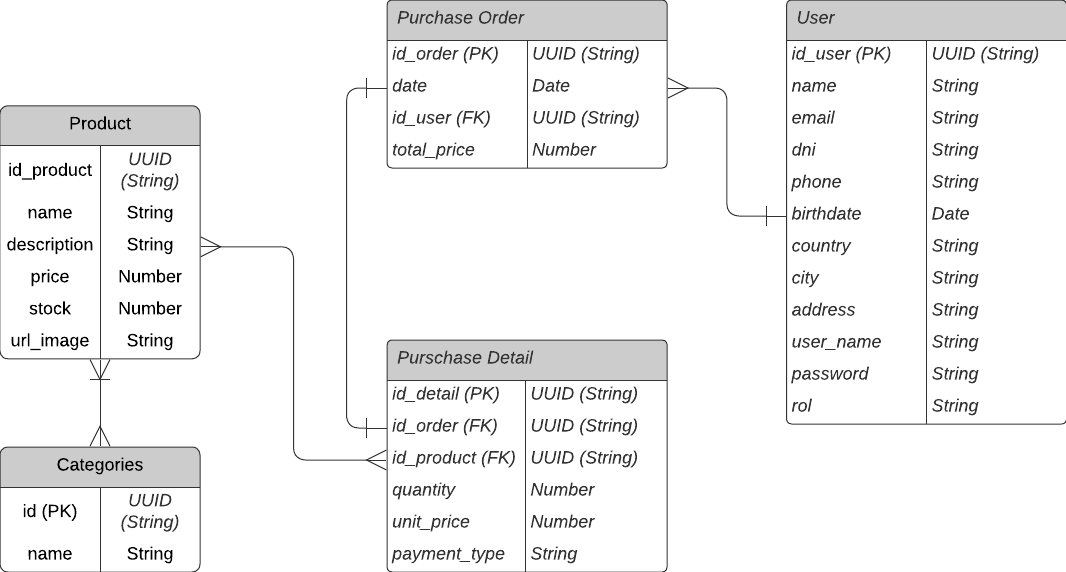 Purchase Order
id_order (PK) UUID (String)
date Date
id_user (FK) UUID (String)
total_price Number
User
id_user (PK) UUID (String)
name String
email String
dni String
phone String
birthdate Date
country String
city String
address String
user_name String
password String
rol String
Product
id_product UUID
(String)
name String
description String
price Number
stock Number
url_image String
Purschase Detail
id_detail (PK) UUID (String)
id_order (FK) UUID (String)
id_product (FK) UUID (String)
quantity Number
unit_price Number
payment_type String
Categories
id (PK) UUID
(String)
name String